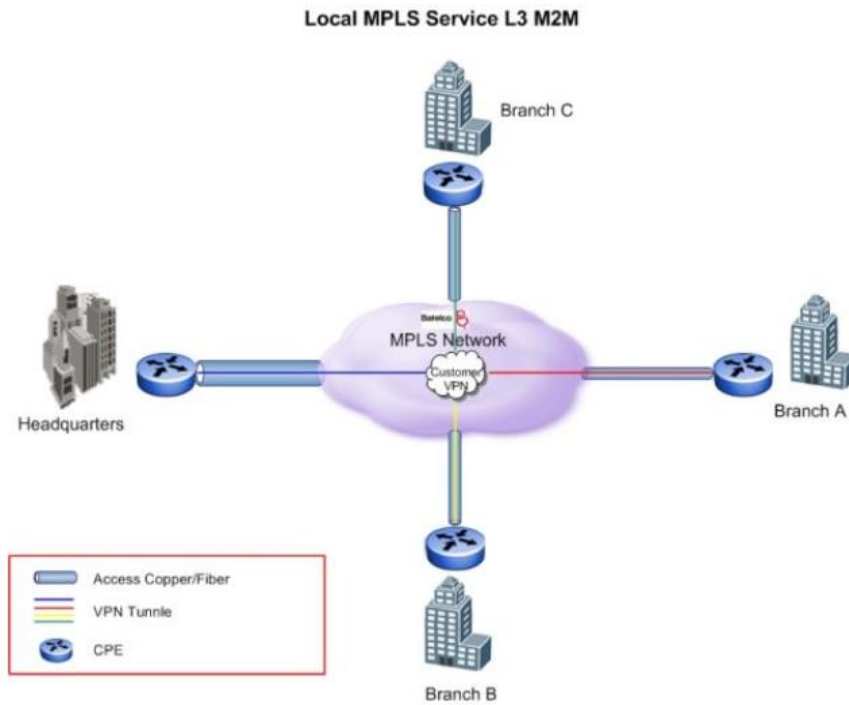 Local MPLS Service L3 M2M
Branch C
Batelco
MPLS Network
Customer
VPN
Headquarters
Branch A
Access Copper/Fiber
VPN Tunnle
CPE
Branch B